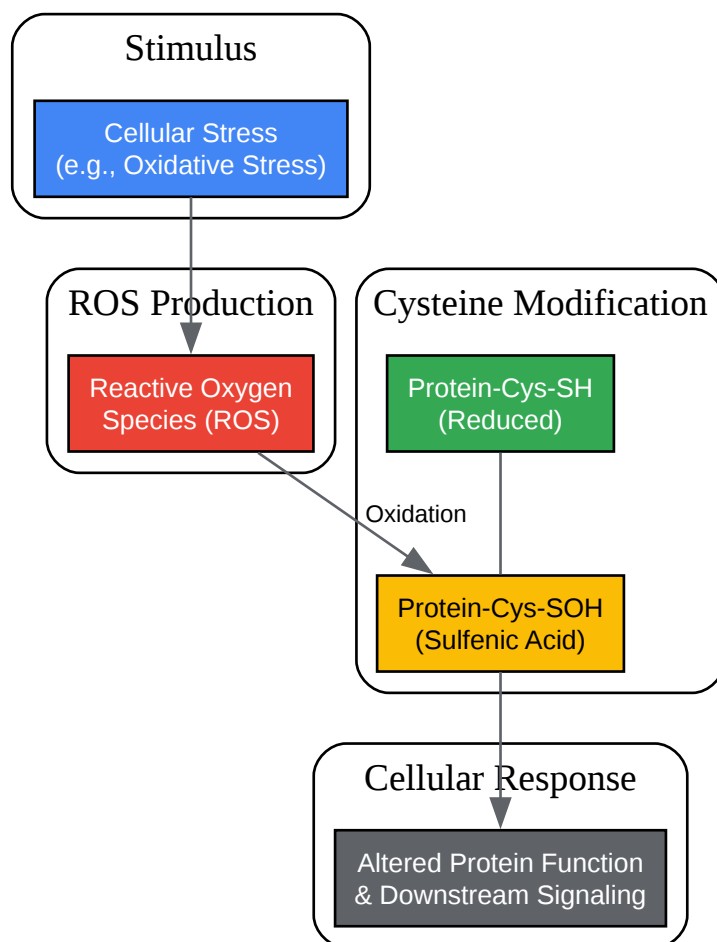 Stimulus
Cellular Stress
(e.g., Oxidative Stress)
ROS Production
Reactive Oxygen
Species (ROS)
Cysteine Modification
Protein-Cys-SH
(Reduced)
Oxidation
Protein-Cys-SOH
(Sulfenic Acid)
Cellular Response
Altered Protein Function
& Downstream Signaling